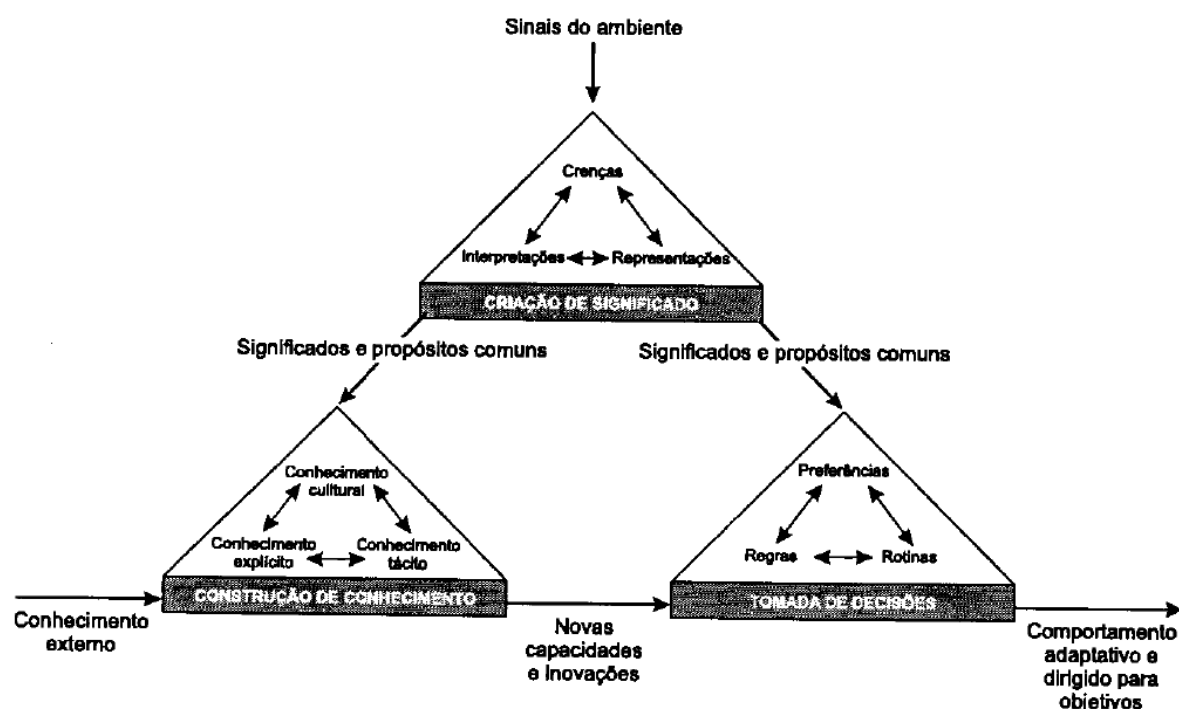 Sinais do ambiente
Crenças
Interpretações
Representações
CRIAÇÃO DE SIGNIFICADO
Significados e propósitos comuns
Significados e propósitos comuns
Conhecimento
culltural
Conhecimento
explícito
Conhecimento
tácito
CONSTRUÇÃO DE CONHECIMENTO
Preferências
Regras
Rotinas
TOMADA DE DECISÕES
Conhecimento
externo
Novas
capacidades
e Inovações
Comportamento
adaptativo e
dirigido para
objetivos